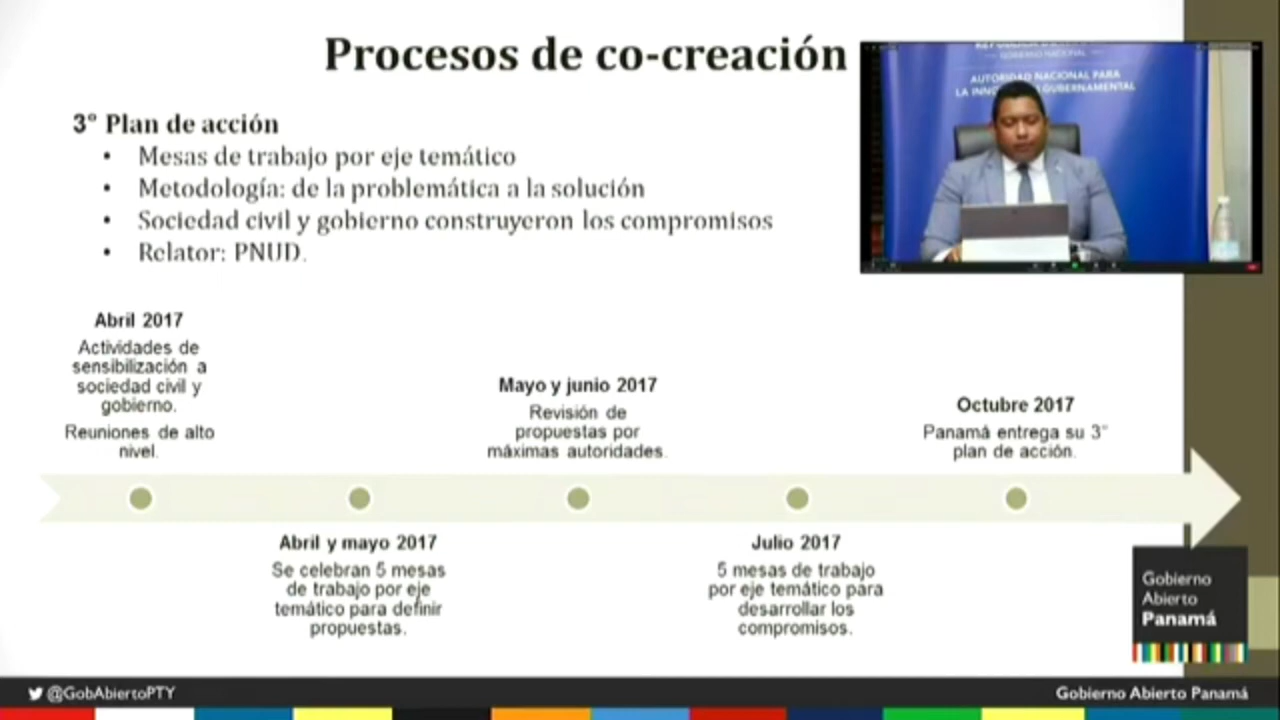 Procesos de co-creación
3° Plan de acción
• Mesas de trabajo por eje temático
• Metodología: de la problemática a la solución
• Sociedad civil y gobierno construyeron los compromisos
• Relator: PNUD.
GOBIERNO NACIONAL
AUTORIDAD NACIONAL PARA
LA INNOVACIÓN GUBERNAMENTAL
Abril 2017
Actividades de
sensibilización a
sociedad civil y
gobierno.
Reuniones de alto
nivel.
Abril y mayo 2017
Se celebran 5 mesas
de trabajo por eje
temático para definir
propuestas.
Mayo y junio 2017
Revisión de
propuestas por
máximas autoridades.
Julio 2017
5 mesas de trabajo
por eje temático para
desarrollar los
compromisos.
Octubre 2017
Panamá entrega su 3°
plan de acción.
Gobierno
Abierto
Panamá
@GobAbiertoPTY
Gobierno Abierto Panamá